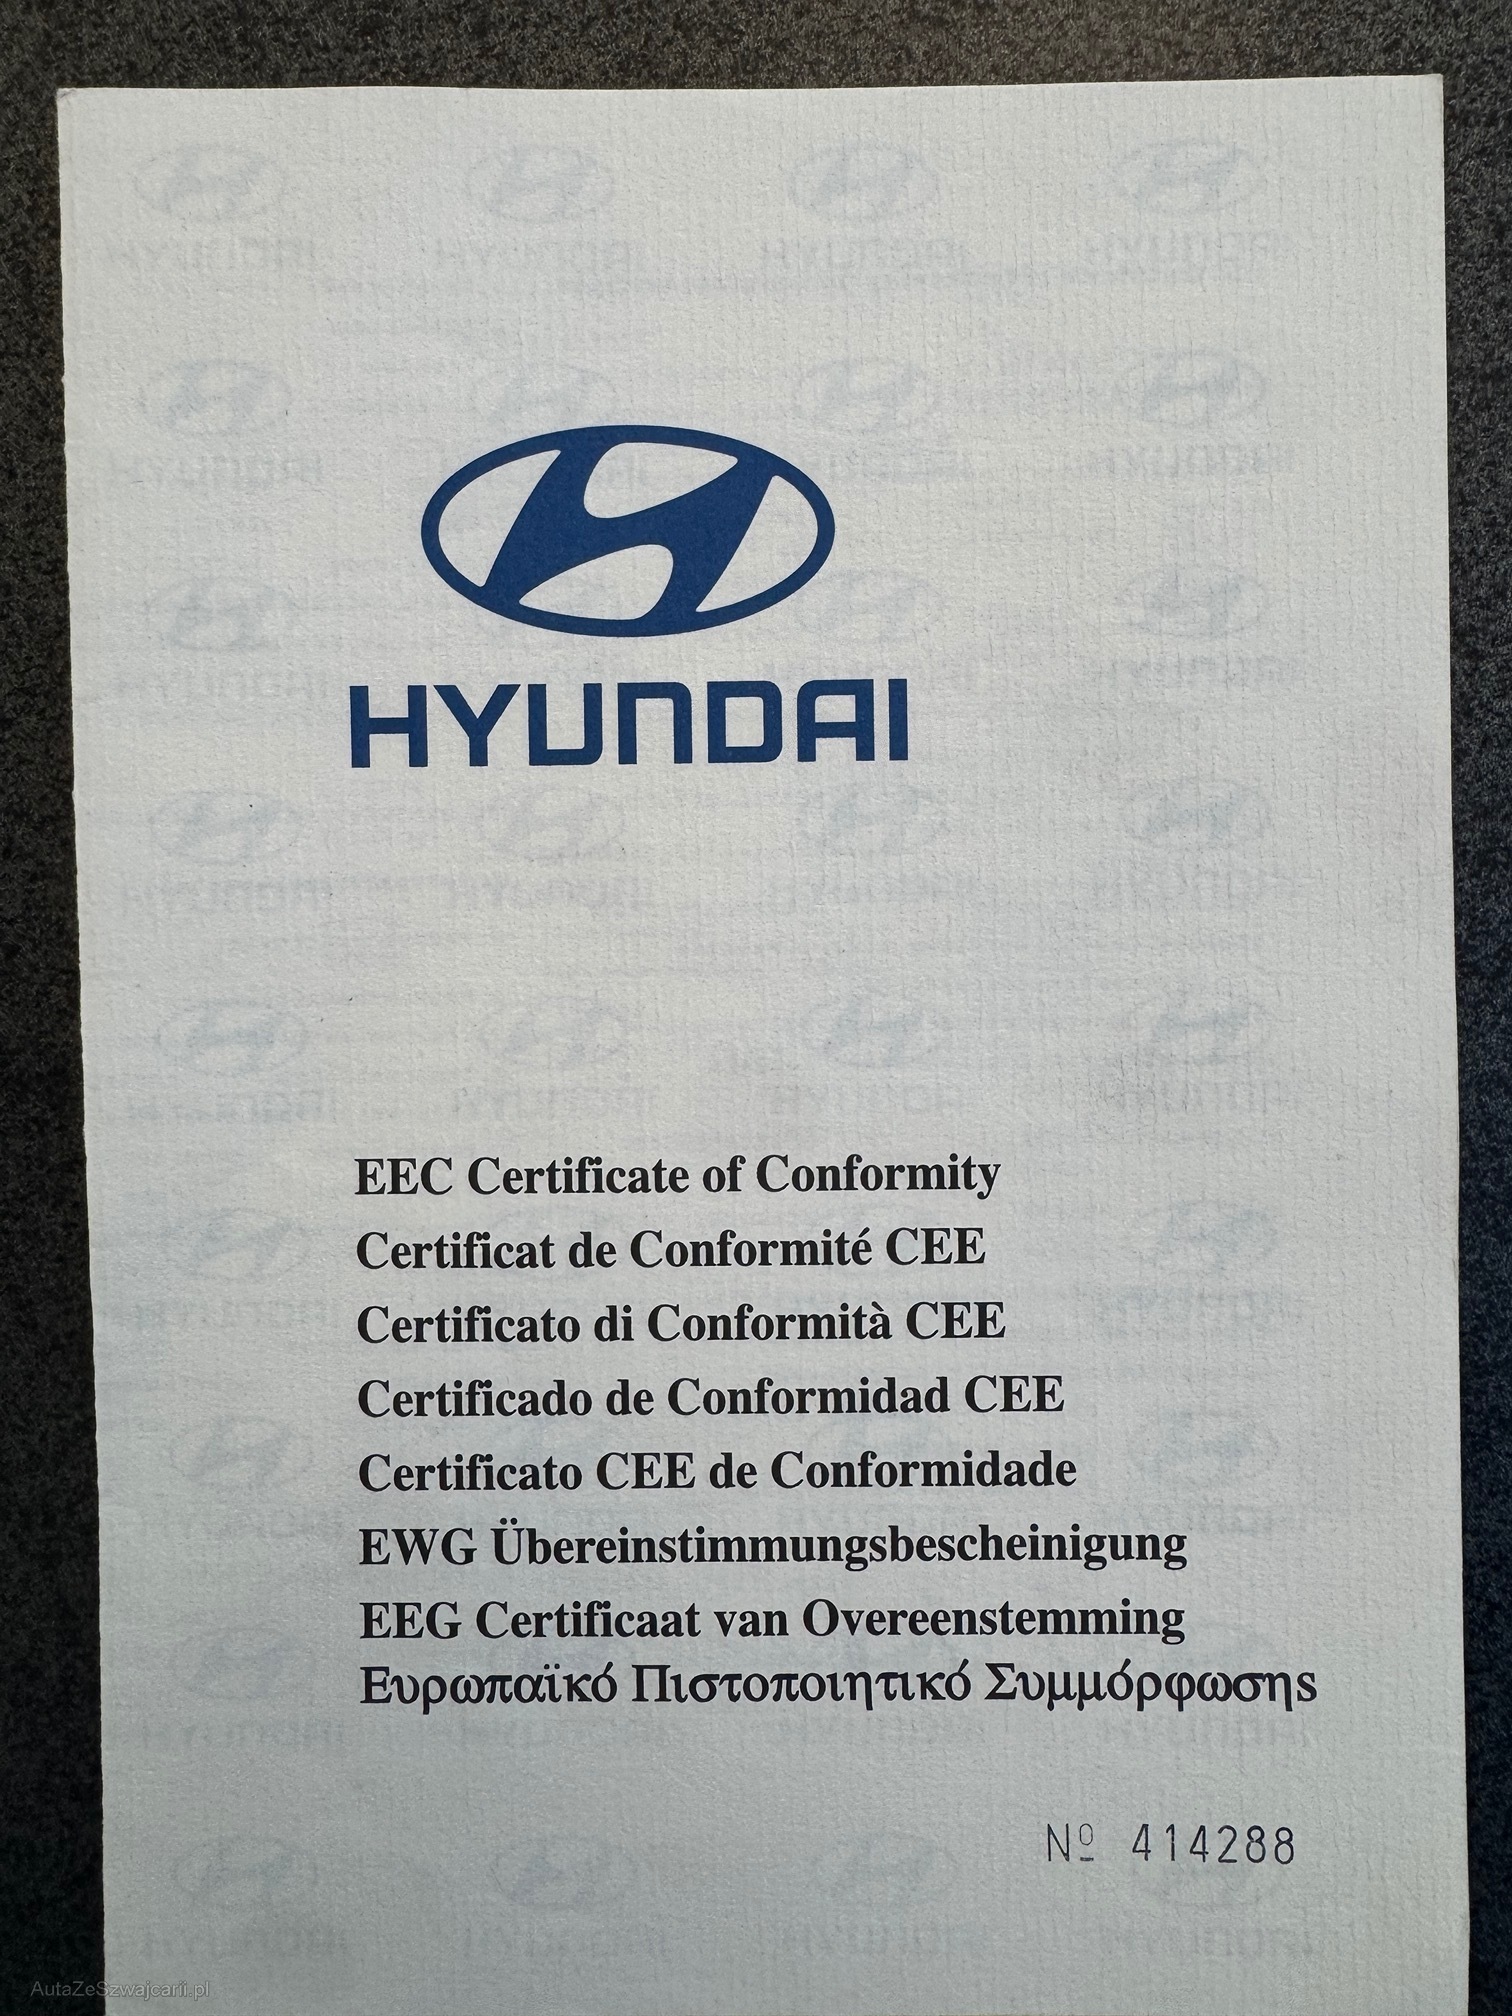 HYUNDAI
EEC Certificate of Conformity
Certificat de Conformité CEE
Certificato di Conformità CEE
Certificado de Conformidad CEE
Certificato CEE de Conformidade
EWG Übereinstimmungsbescheinigung
EEG Certificaat van Overeenstemming
Ευρωπαϊκό Πιστοποιητικό Συμμόρφωσηs
Nº 414288
AutaZeSzwajcarii.pl